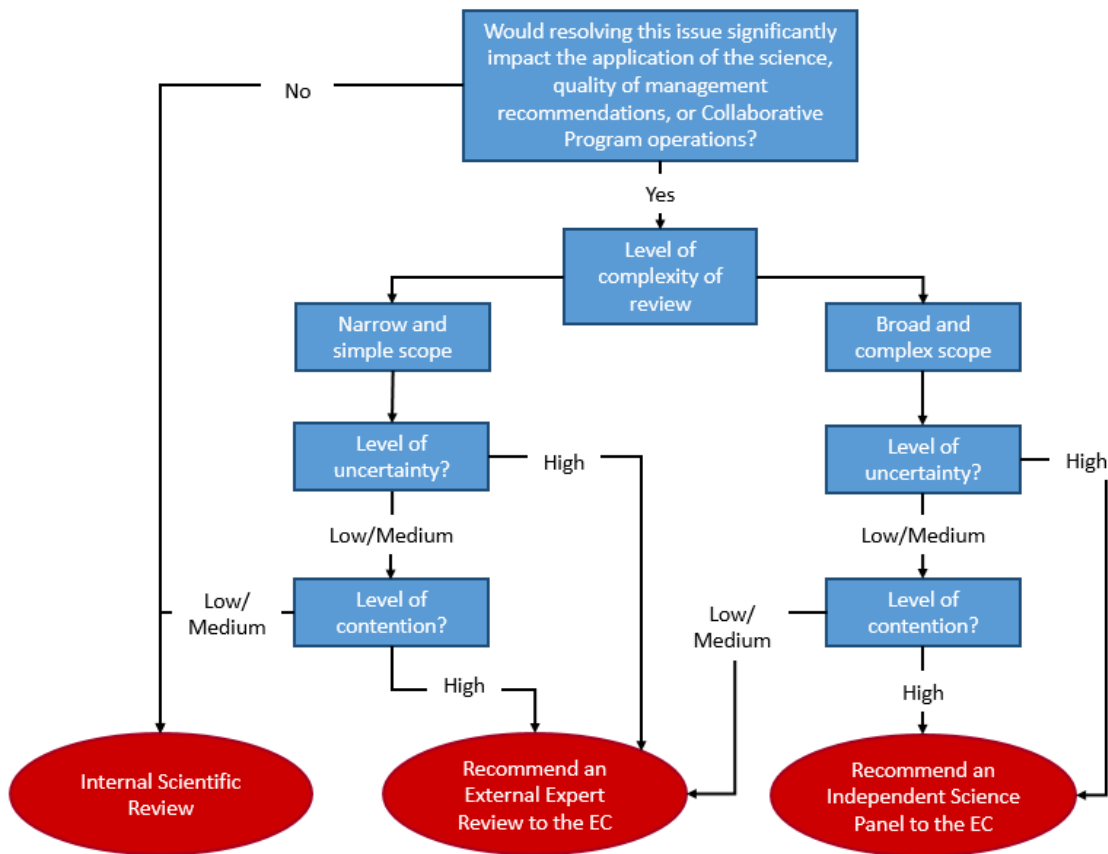 Would resolving this issue significantly
impact the application of the science,
quality of management
recommendations, or Collaborative
Program operations?
No
Yes
Level of
complexity of
review
Narrow and
simple scope
Broad and
complex scope
Level of
uncertainty?
High
Level of
uncertainty?
High
Low/Medium
Low/Medium
Low/
Medium
Level of
contention?
Low/
Medium
Level of
contention?
High
High
Internal Scientific
Review
Recommend an
External Expert
Review to the EC
Recommend an
Independent Science
Panel to the EC